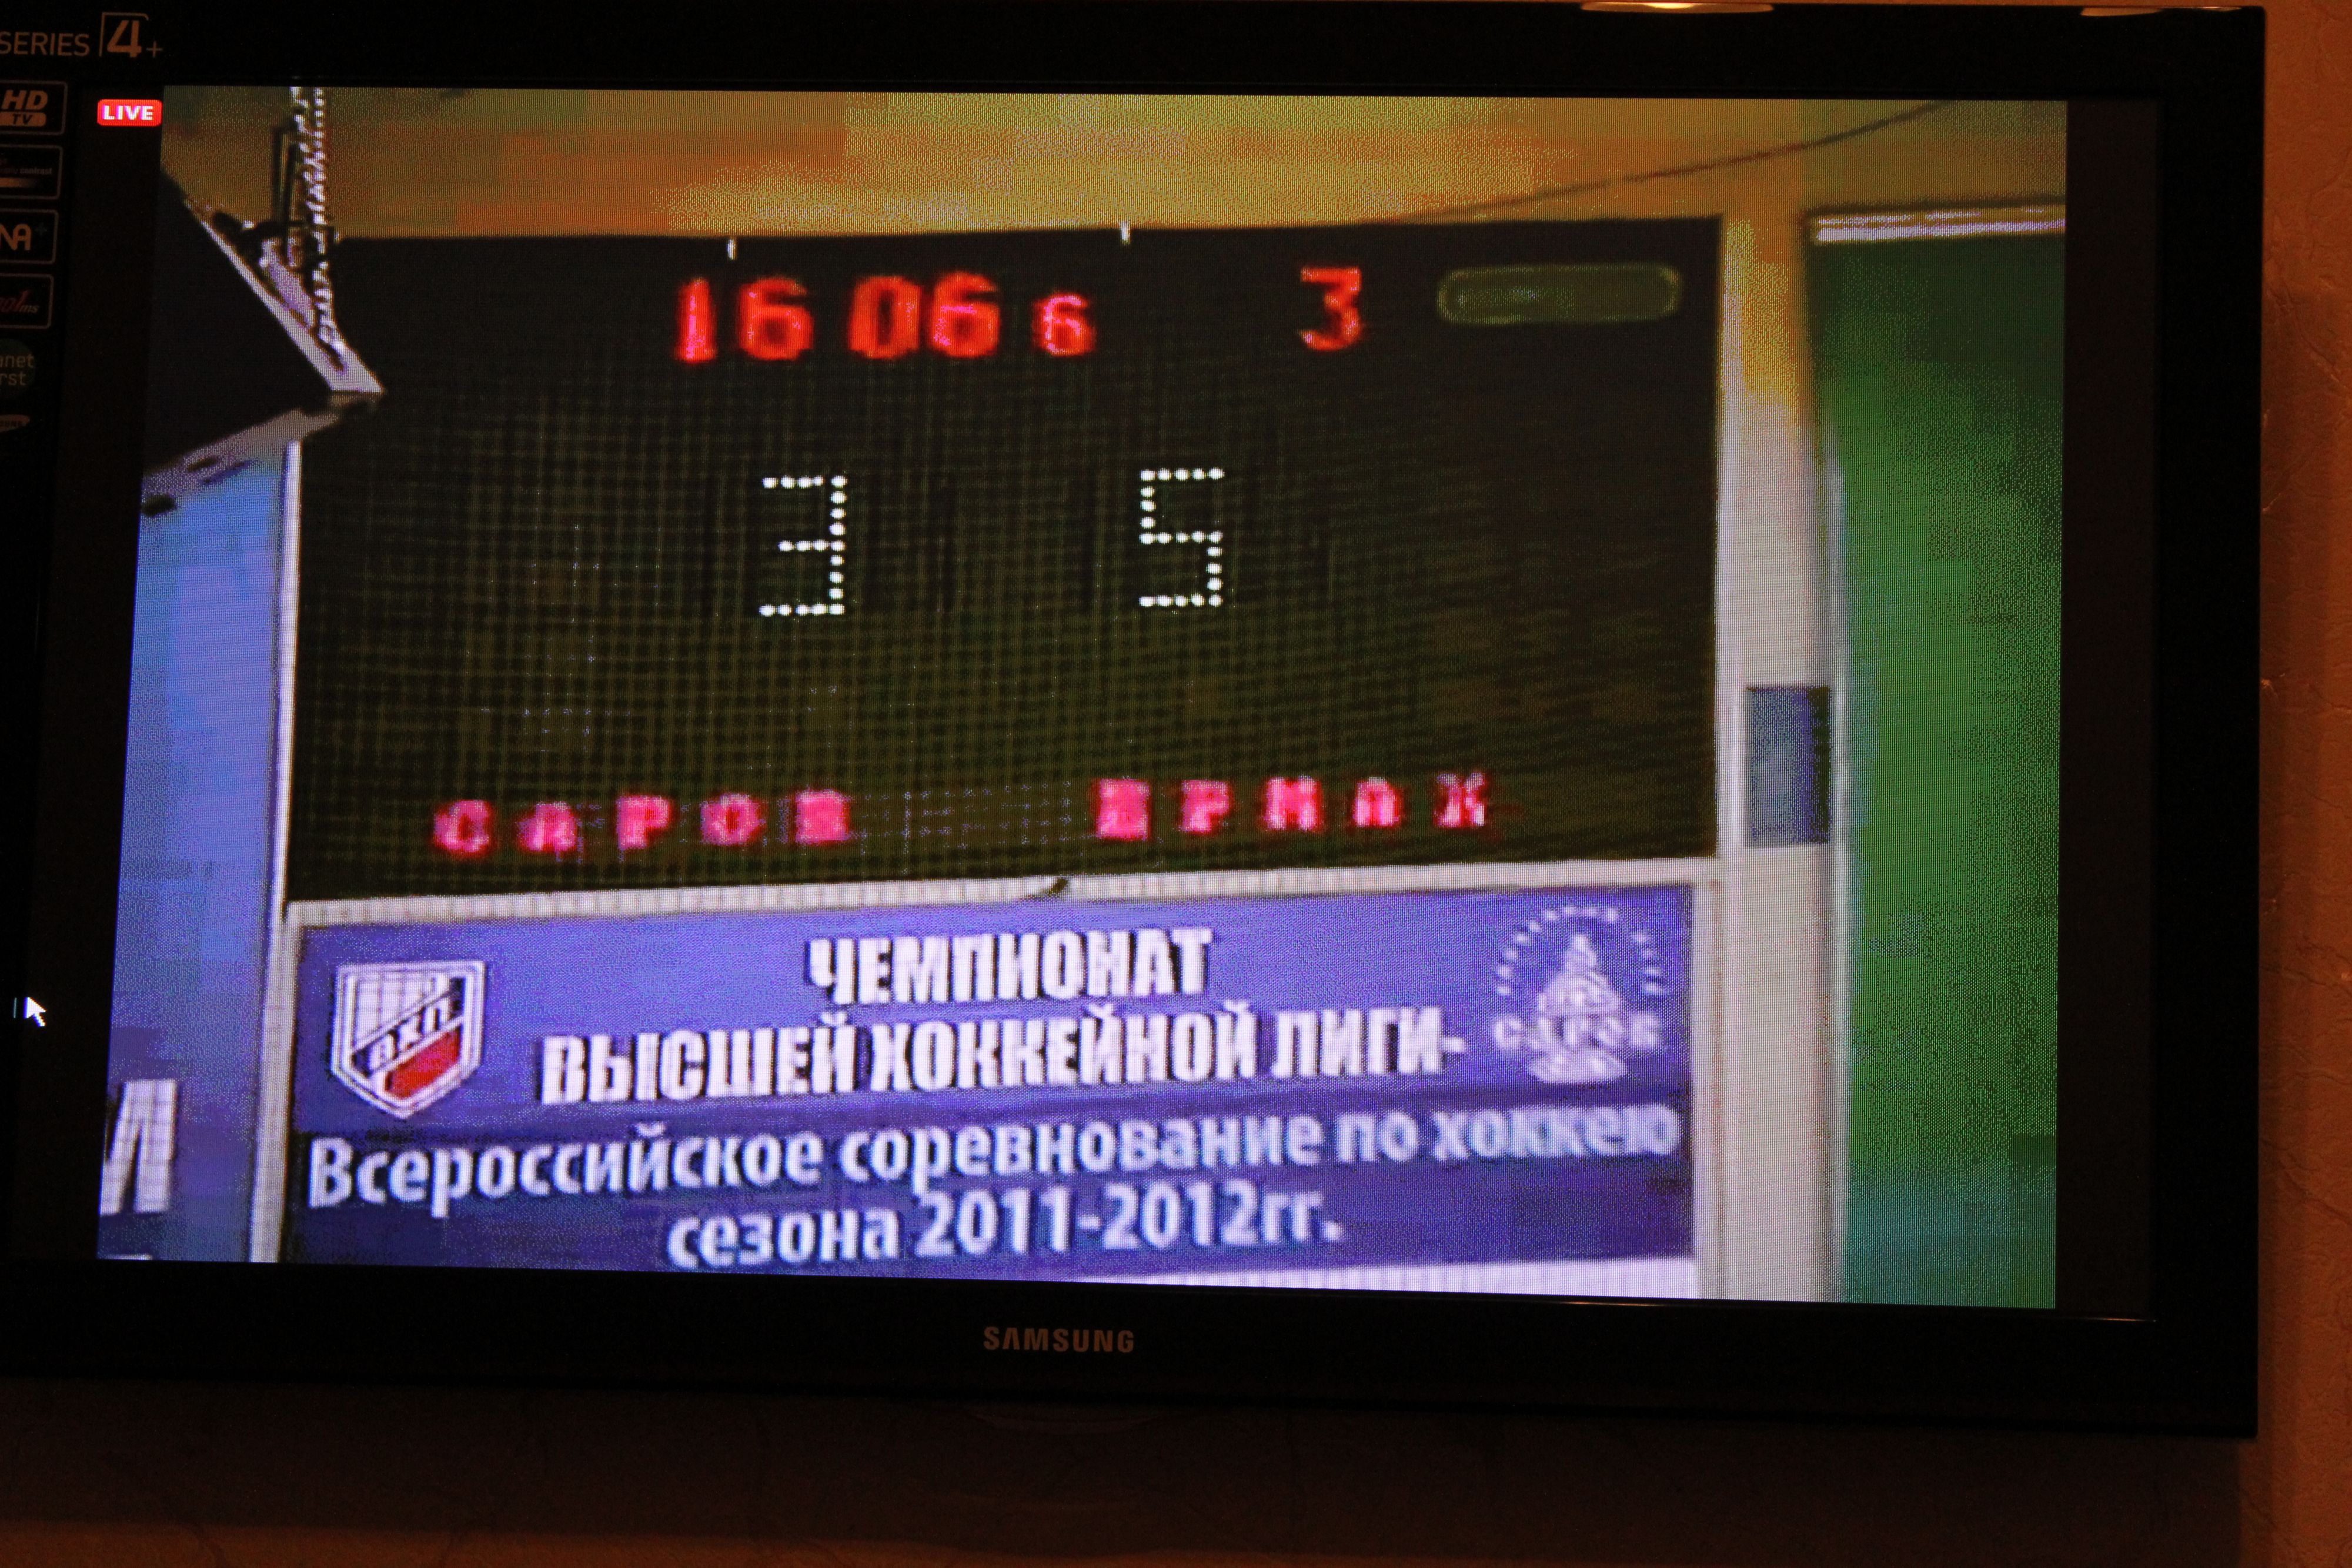 SERIES 4+
HD
TV
LIVE
16 06 6 3
3 5
САРОВ ЕРМАК
ЧЕМПИОНАТ
ВХЛ
ВЫСШЕЙ ХОККЕЙНОЙ ЛИГИ-
САРОВ
Всероссийское соревнование по хоккею
сезона 2011-2012гг.
SAMSUNG